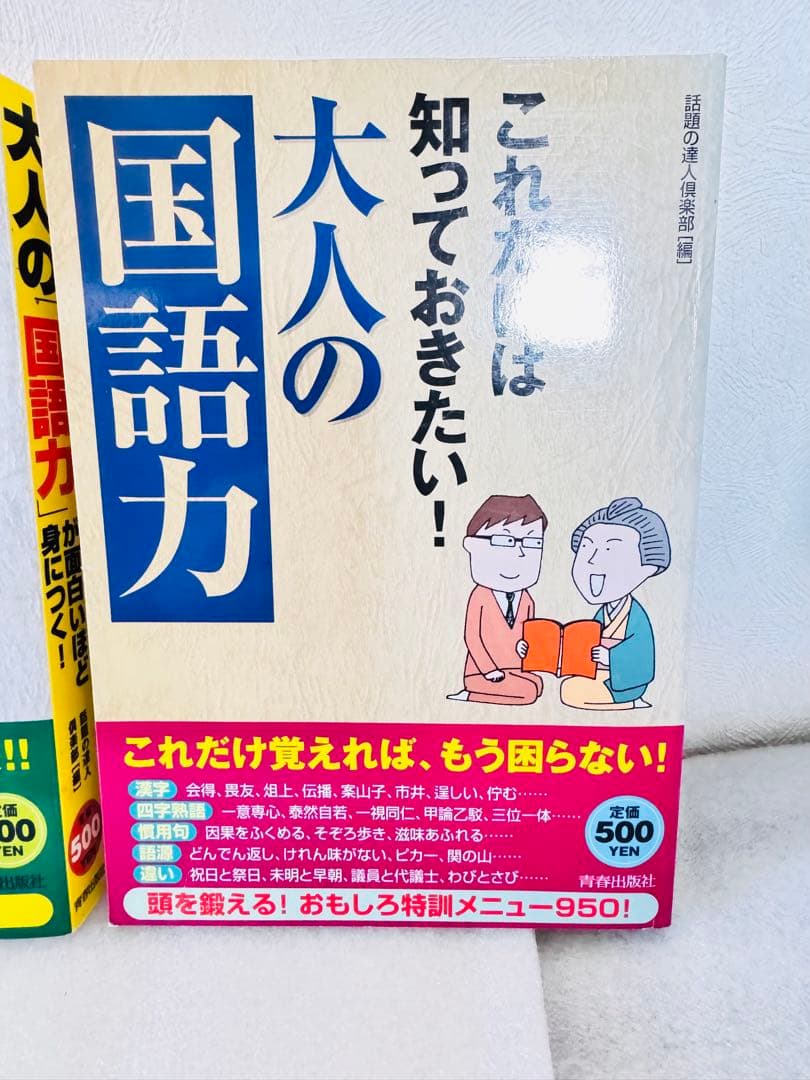 これだけは
知っておきたい!
大人の
国語力
話題の達人倶楽部[編]
これだけ覚えれば、もう困らない!
漢字 会得、畏友、俎上、伝播、案山子、市井、逞しい、佇む……
四字熟語 一意専心、泰然自若、一視同仁、甲論乙駁、三位一体……
慣用句 因果をふくめる、そぞろ歩き、滋味あふれる……
語源 どんでん返し、けれん味がない、ピカ一、関の山……
違い 祝日と祭日、未明と早朝、議員と代議士、わびとさび……
定価
500
YEN
青春出版社
頭を鍛える! おもしろ特訓メニュー950!
大人の「国語力」が面白いほど
身につく!
話題の達人
倶楽部[編]
500
YEN
青春出版社
!!
定価
00
YEN
出版社